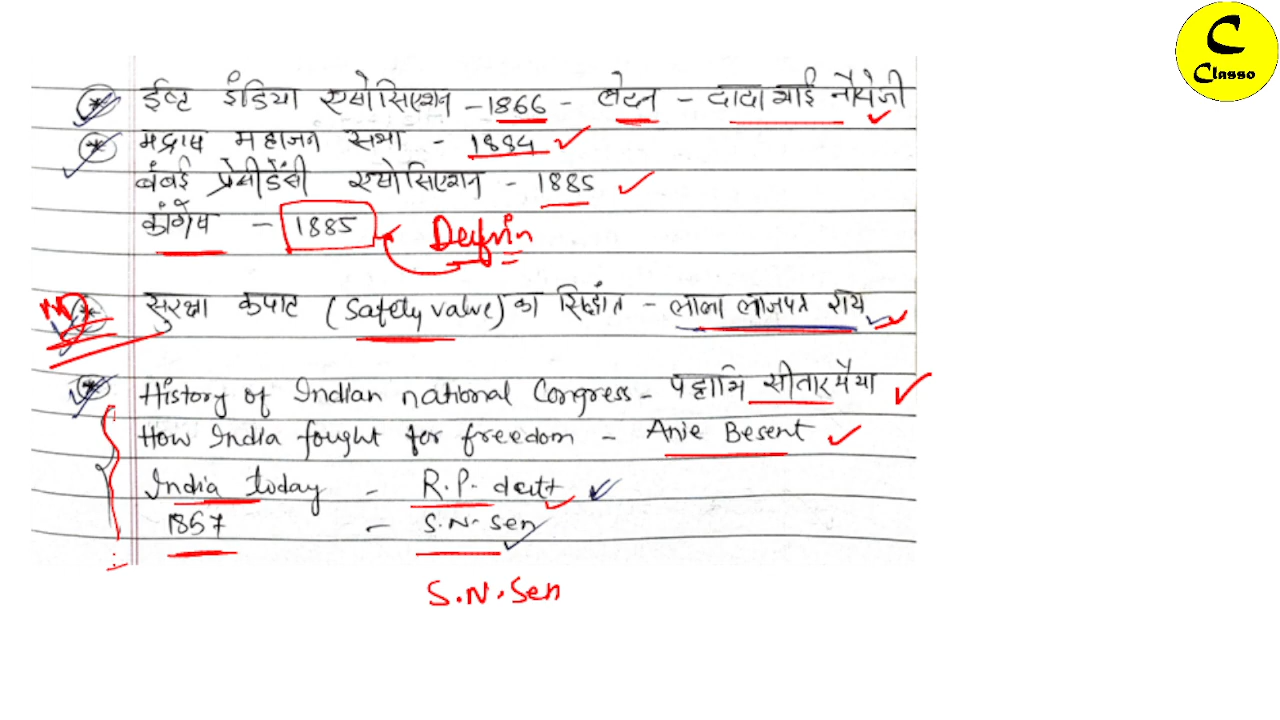 C
Classo
ईस्ट इंडिया एसोसिएशन - 1866 - लंदन - दादा भाई नौरोजी
मद्रास महाजन सभा - 1884
बंबई प्रेसीडेंसी एसोसिएशन - 1885
कांग्रेस - 1885 Deufrin
सुरक्षा कपाट (Safety valve) का सिद्धांत - लाला लाजपत राय
History of Indian national Congress - पट्टाभि सीतारमैया
How India fought for freedom - Anie Besent
India today - R.P. dutt
1857 - S.N. Sen
S.N. Sen